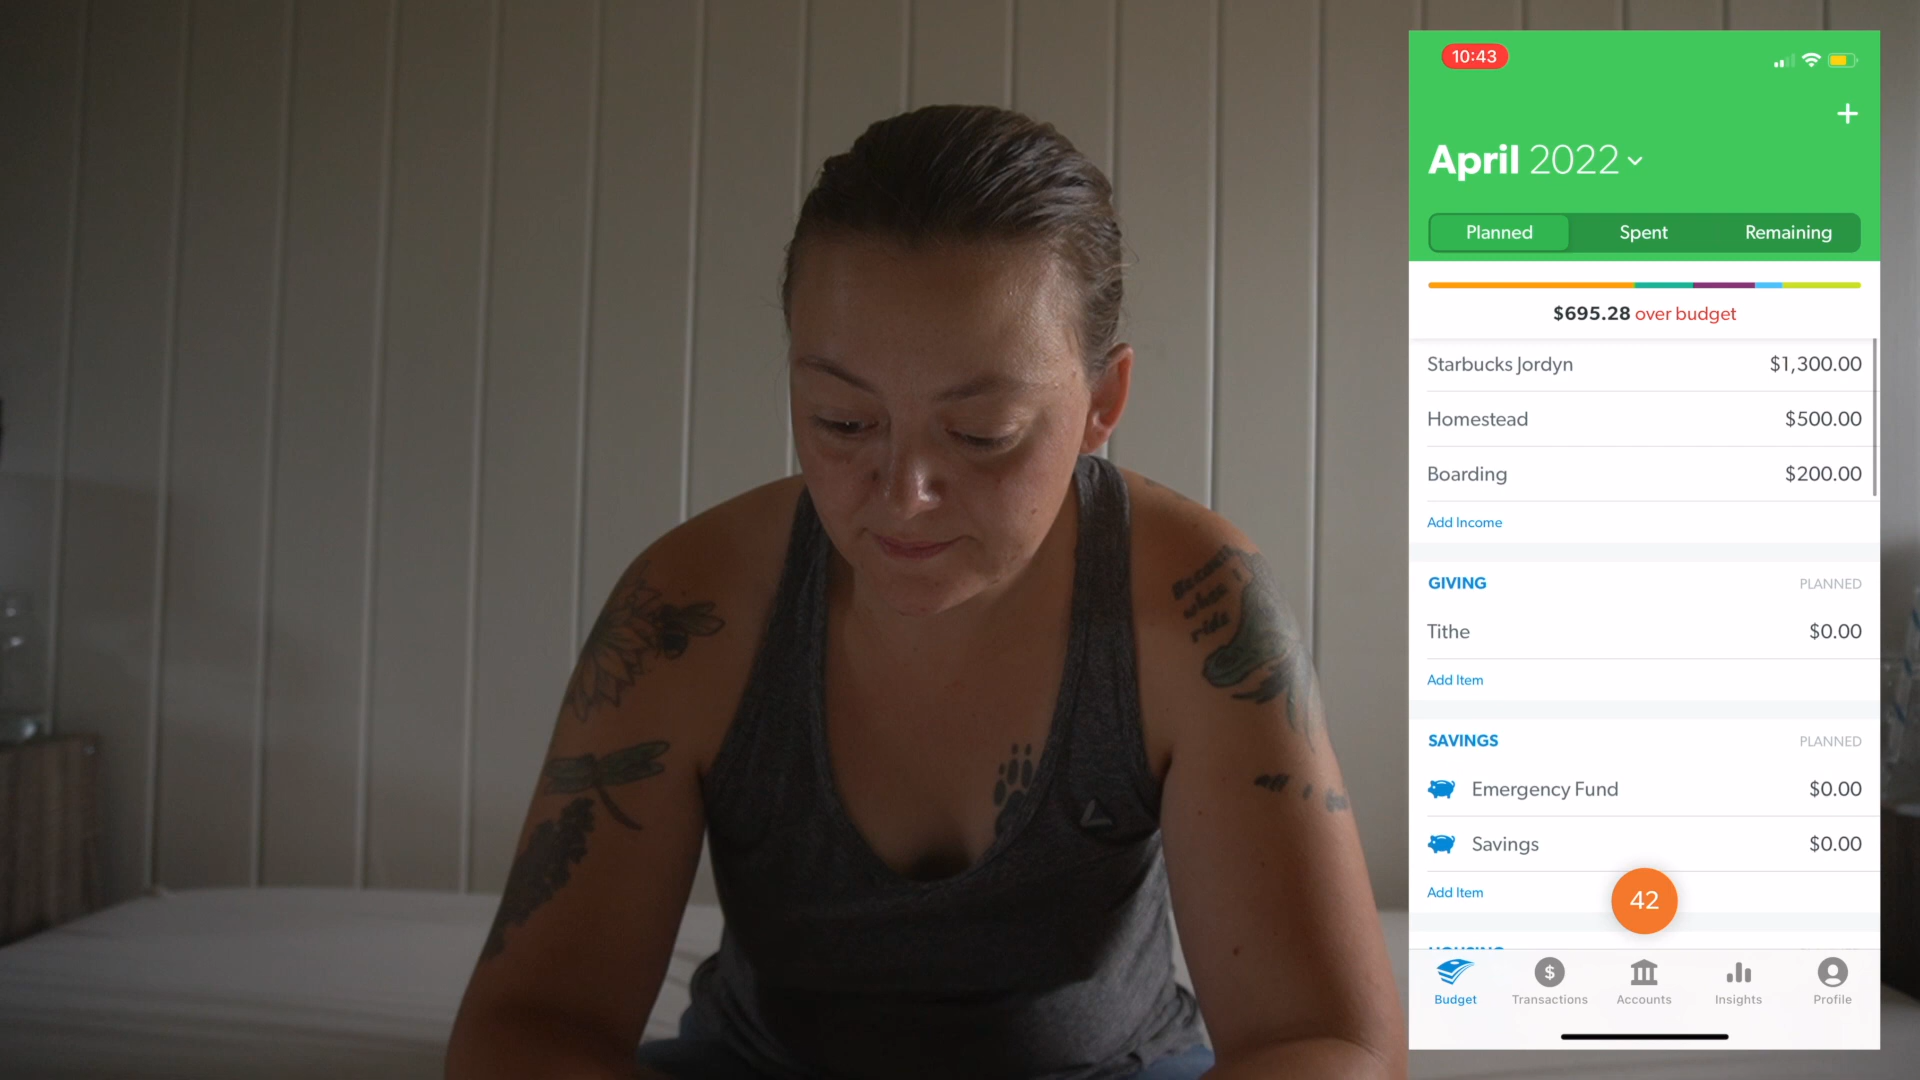 10:43
+
April 2022
Planned Spent Remaining
$695.28 over budget
Starbucks Jordyn $1,300.00
Homestead $500.00
Boarding $200.00
Add Income
GIVING PLANNED
Tithe $0.00
Add Item
SAVINGS PLANNED
Emergency Fund $0.00
Savings $0.00
Add Item
42
Budget Transactions Accounts Insights Profile
ride